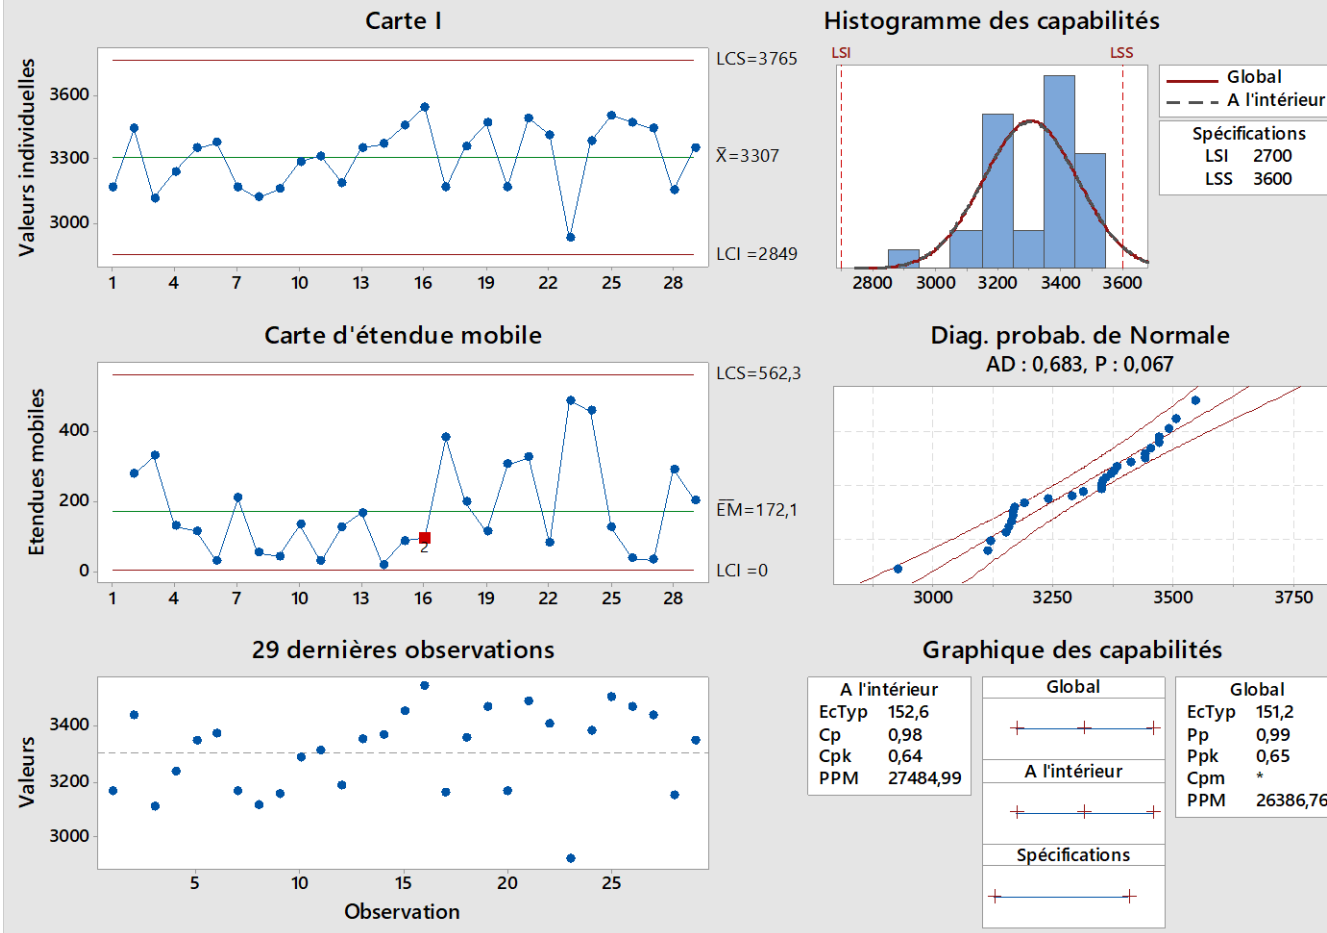 Carte I
Valeurs individuelles
3600
3300
3000
LCS=3765
X̄=3307
LCI =2849
1 4 7 10 13 16 19 22 25 28
Histogramme des capabilités
LSI LSS
2800 3000 3200 3400 3600
Global
A l'intérieur
Spécifications
LSI 2700
LSS 3600
Carte d'étendue mobile
Etendues mobiles
400
200
0
2
LCS=562,3
E̅M̅=172,1
LCI =0
1 4 7 10 13 16 19 22 25 28
Diag. probab. de Normale
AD : 0,683, P : 0,067
3000 3250 3500 3750
29 dernières observations
Valeurs
3400
3200
3000
5 10 15 20 25
Observation
Graphique des capabilités
A l'intérieur
EcTyp 152,6
Cp 0,98
Cpk 0,64
PPM 27484,99
Global
A l'intérieur
Spécifications
Global
EcTyp 151,2
Pp 0,99
Ppk 0,65
Cpm *
PPM 26386,76